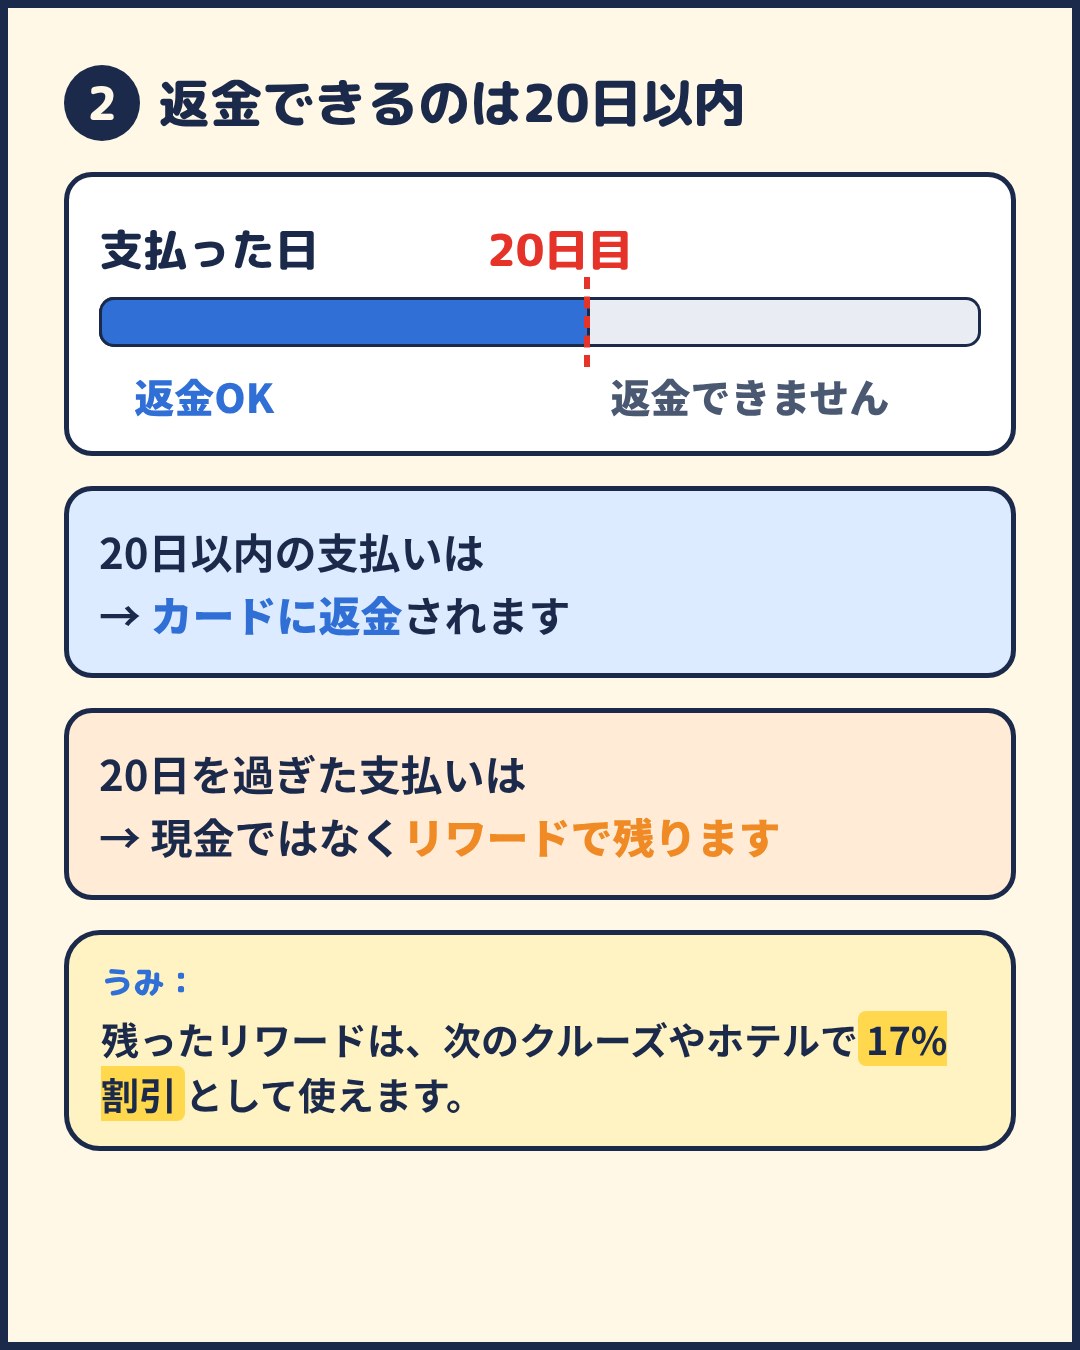 2 返金できるのは20日以内
支払った日 20日目
返金OK 返金できません
20日以内の支払いは
→ カードに返金されます
20日を過ぎた支払いは
→ 現金ではなくリワードで残ります
うみ：
残ったリワードは、次のクルーズやホテルで17%
割引として使えます。